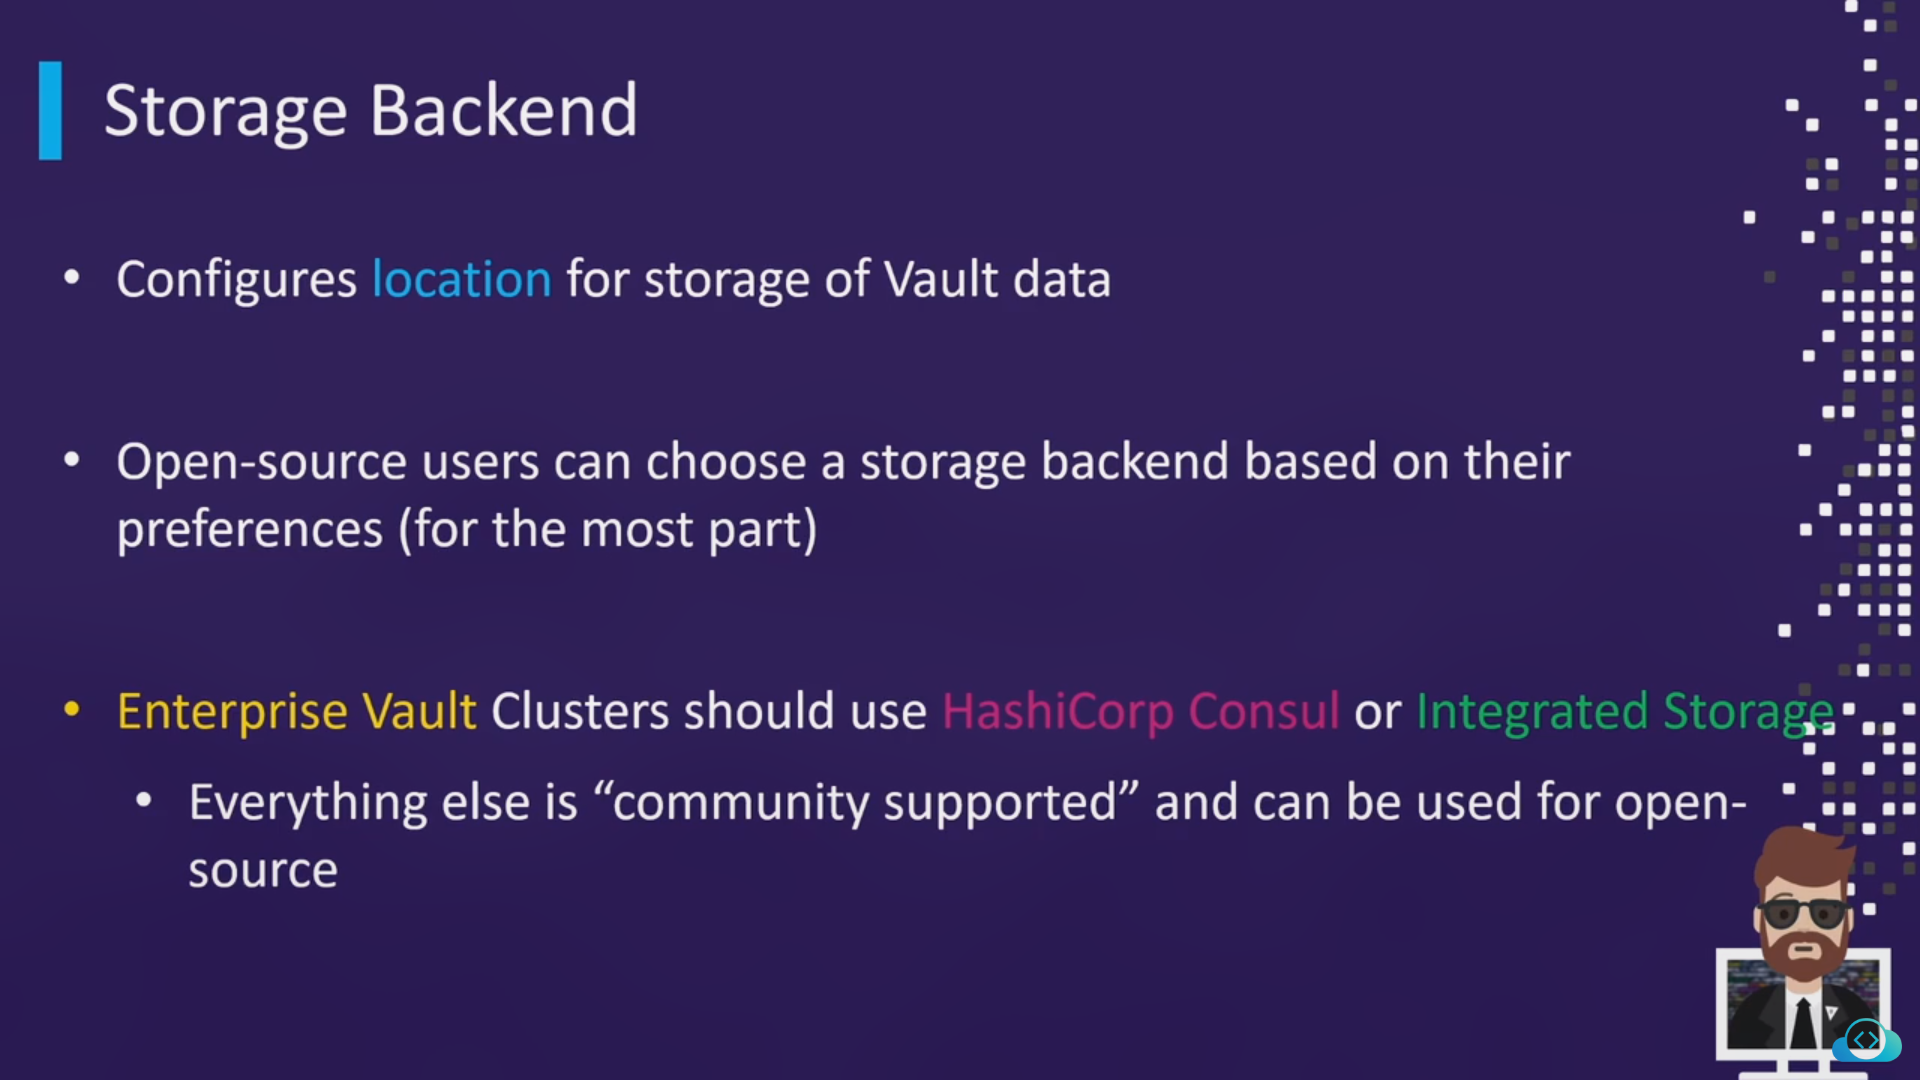 Storage Backend
• Configures location for storage of Vault data
• Open-source users can choose a storage backend based on their
preferences (for the most part)
• Enterprise Vault Clusters should use HashiCorp Consul or Integrated Storage
• Everything else is “community supported” and can be used for open-
source